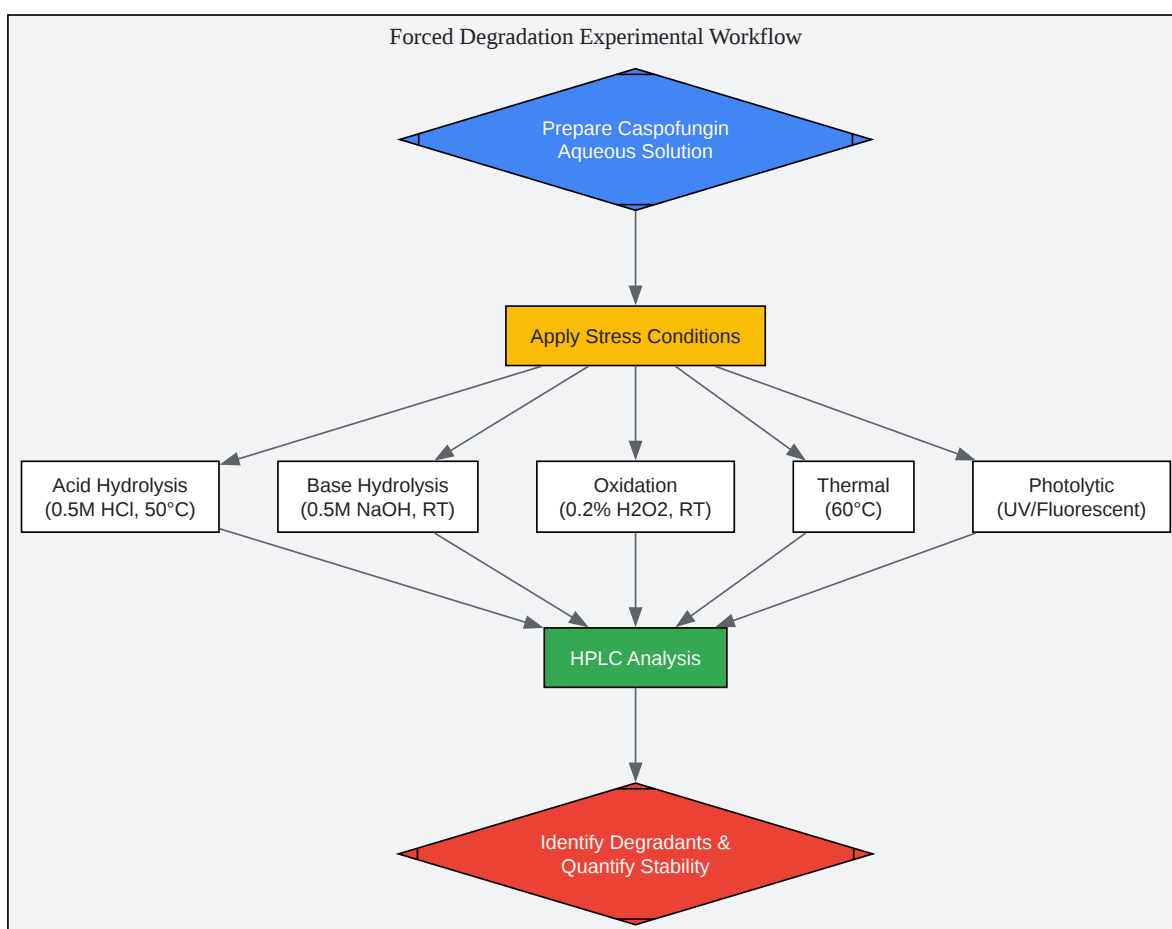 Forced Degradation Experimental Workflow
Prepare Caspofungin
Aqueous Solution
Apply Stress Conditions
Acid Hydrolysis
(0.5M HCl, 50°C)
Base Hydrolysis
(0.5M NaOH, RT)
Oxidation
(0.2% H2O2, RT)
Thermal
(60°C)
Photolytic
(UV/Fluorescent)
HPLC Analysis
Identify Degradants &
Quantify Stability